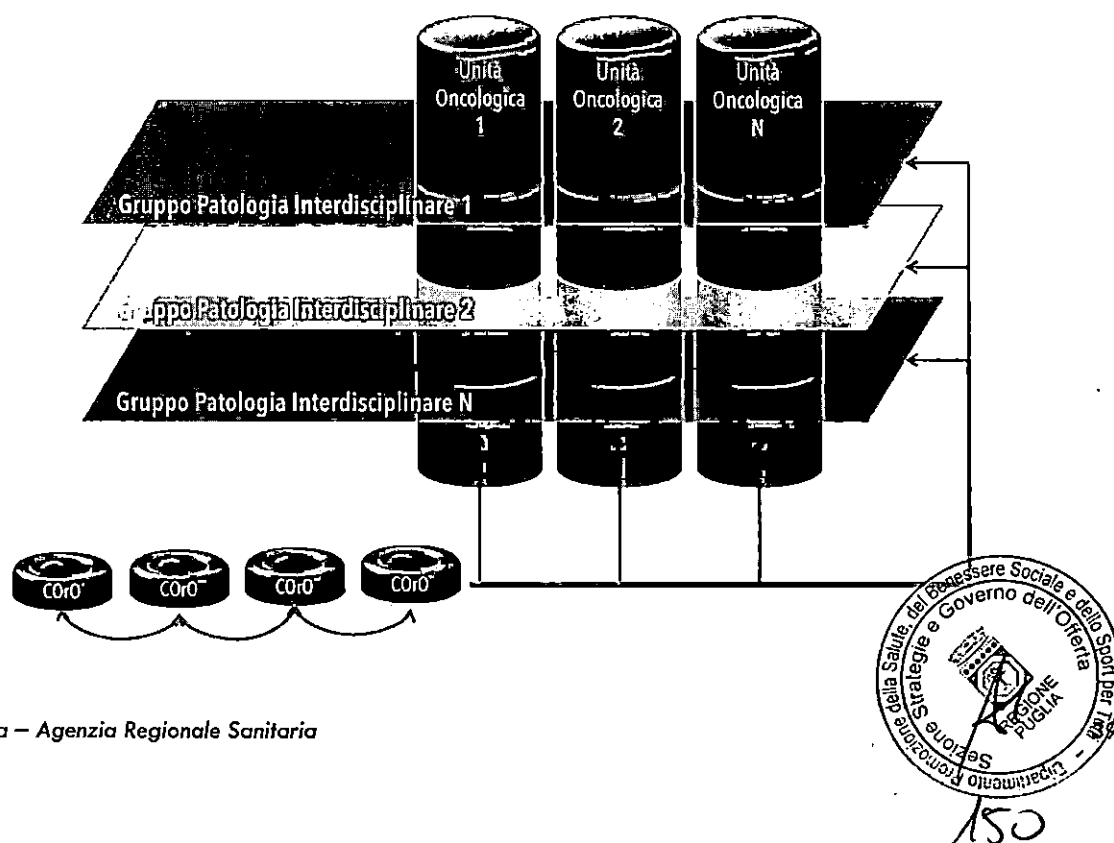 Unità
Oncologica
1
Unità
Oncologica
2
Unità
Oncologica
N
Gruppo Patologia Interdisciplinare 1
Gruppo Patologia Interdisciplinare 2
Gruppo Patologia Interdisciplinare N
COrO
COrO
COrO
COrO
a – Agenzia Regionale Sanitaria
Dipartimento Promozione della Salute, del Benessere Sociale e dello Sport per Tutti –
Sezione Strategie e Governo dell'Offerta
REGIONE
PUGLIA
150